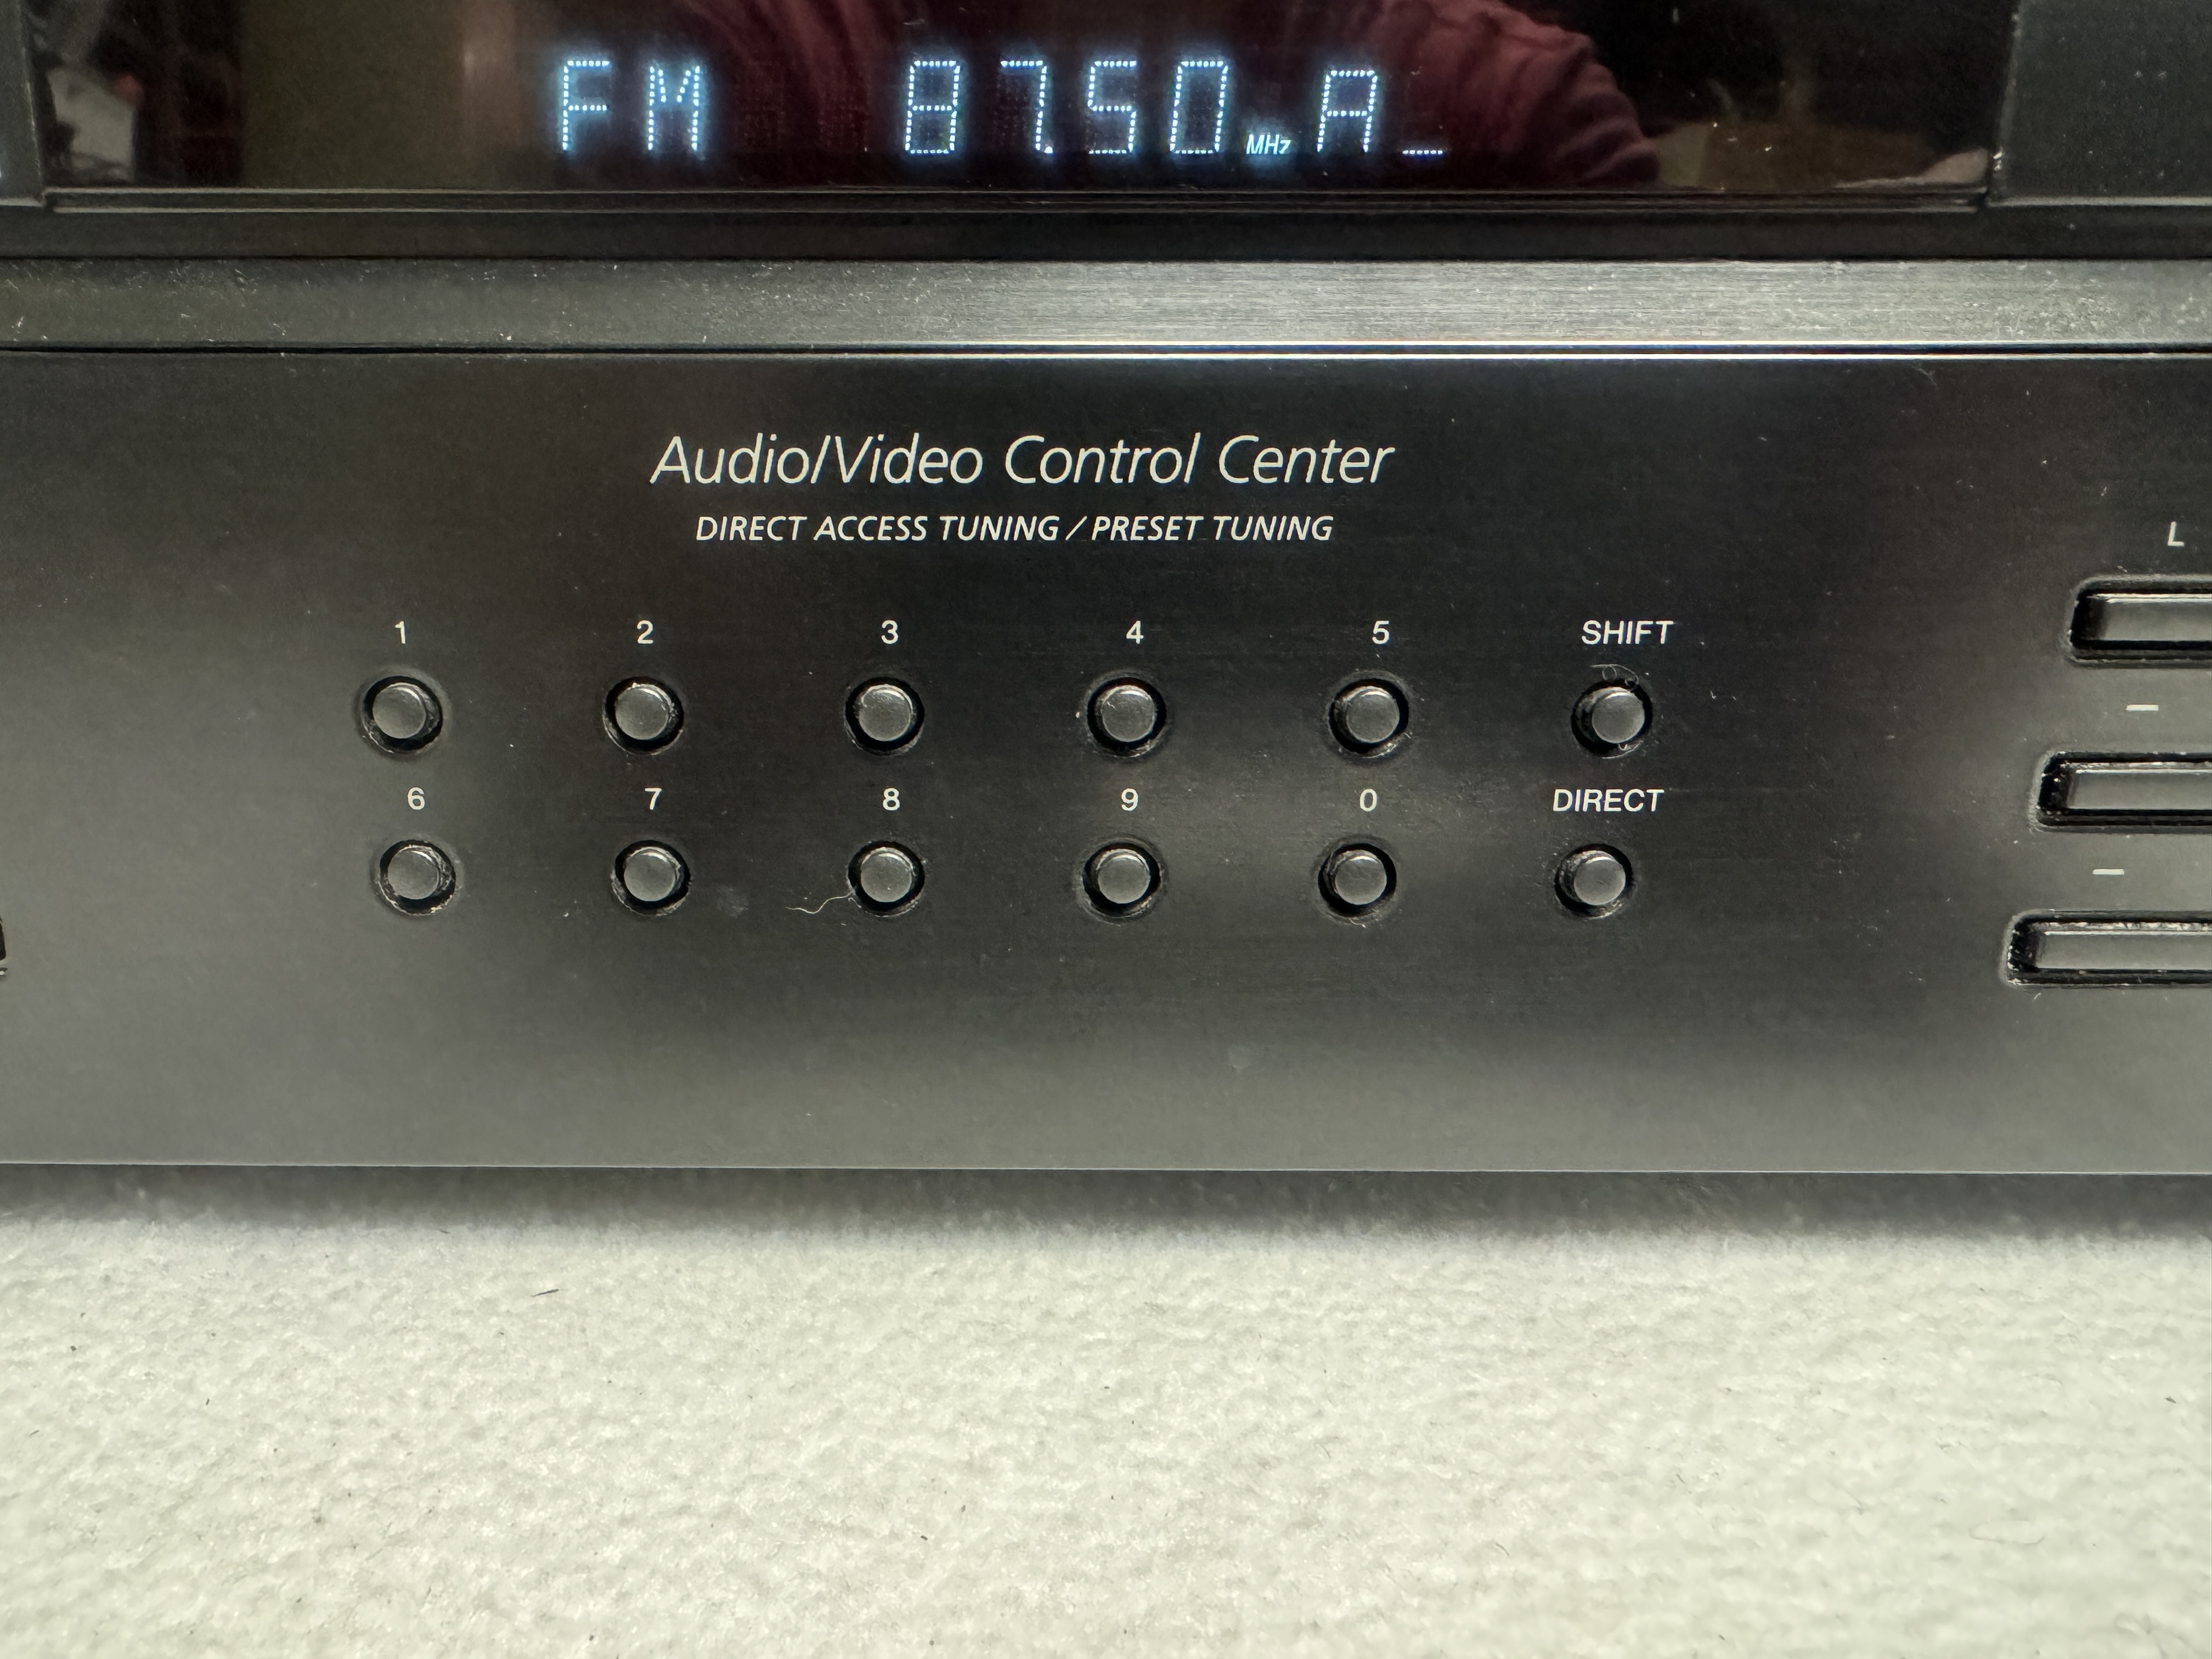 FM 87.50 MHz A_
Audio/Video Control Center
DIRECT ACCESS TUNING / PRESET TUNING
L
1 2 3 4 5 SHIFT
–
6 7 8 9 0 DIRECT
–